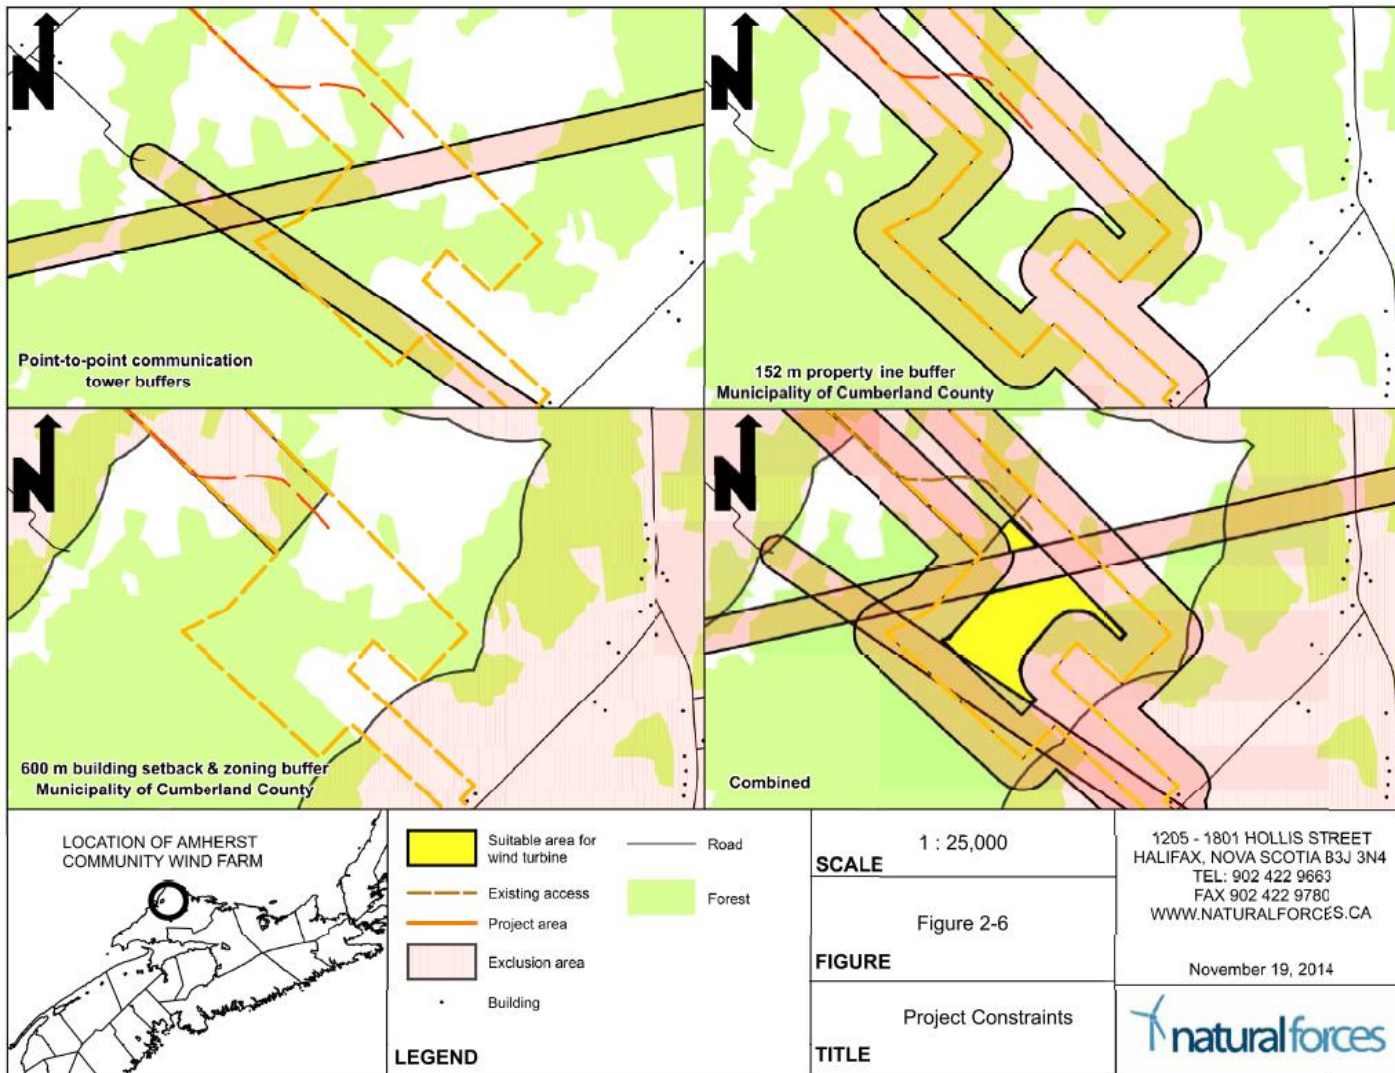 N
N
Point-to-point communication
tower buffers
152 m property ine buffer
Municipality of Cumberland County
N
N
600 m building setback & zoning buffer
Municipality of Cumberland County
Combined
LOCATION OF AMHERST
COMMUNITY WIND FARM
Suitable area for
wind turbine
Existing access
Project area
Exclusion area
Building
Road
Forest
LEGEND
1 : 25,000
SCALE
Figure 2-6
FIGURE
Project Constraints
TITLE
1205 - 1801 HOLLIS STREET
HALIFAX, NOVA SCOTIA B3J 3N4
TEL: 902 422 9663
FAX 902 422 9780
WWW.NATURALFORCES.CA
November 19, 2014
naturalforces